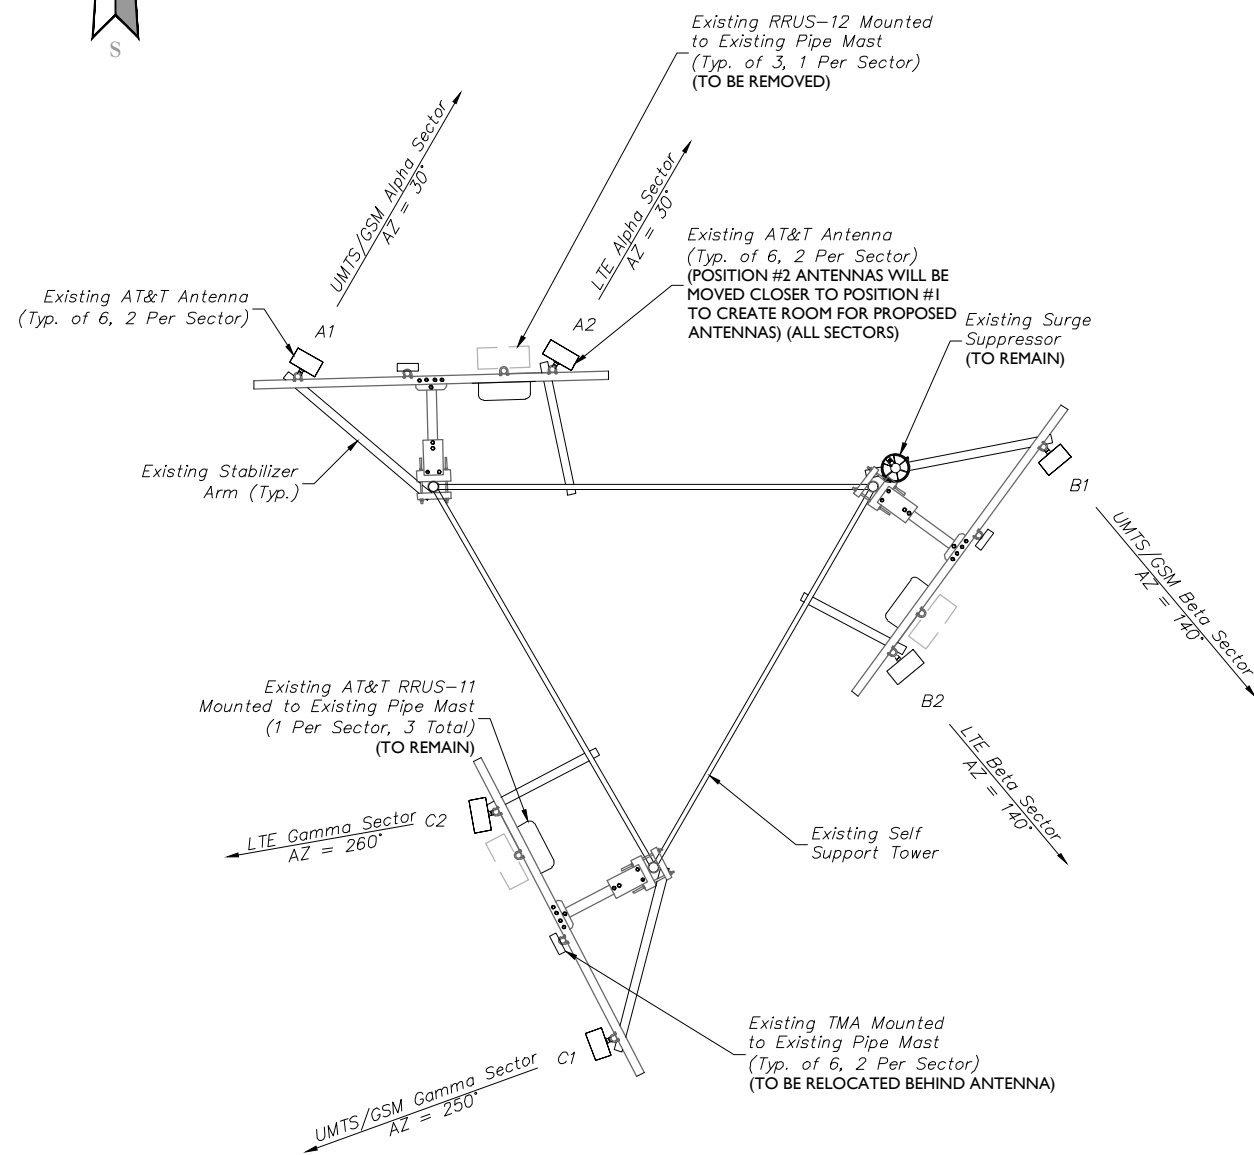 S
Existing RRUS-12 Mounted
to Existing Pipe Mast
(Typ. of 3, 1 Per Sector)
(TO BE REMOVED)
UMTS/GSM Alpha Sector
AZ = 30°
LTE Alpha Sector
AZ = 30°
Existing AT&T Antenna
(Typ. of 6, 2 Per Sector)
(POSITION #2 ANTENNAS WILL BE
MOVED CLOSER TO POSITION #1
TO CREATE ROOM FOR PROPOSED
ANTENNAS) (ALL SECTORS)
Existing AT&T Antenna
(Typ. of 6, 2 Per Sector)
A1
A2
Existing Surge
Suppressor
(TO REMAIN)
Existing Stabilizer
Arm (Typ.)
B1
UMTS/GSM Beta Sector
AZ = 140°
B2
LTE Beta Sector
AZ = 140°
Existing AT&T RRUS-11
Mounted to Existing Pipe Mast
(1 Per Sector, 3 Total)
(TO REMAIN)
C2
LTE Gamma Sector
AZ = 260°
Existing Self
Support Tower
Existing TMA Mounted
to Existing Pipe Mast
(Typ. of 6, 2 Per Sector)
(TO BE RELOCATED BEHIND ANTENNA)
C1
UMTS/GSM Gamma Sector
AZ = 250°